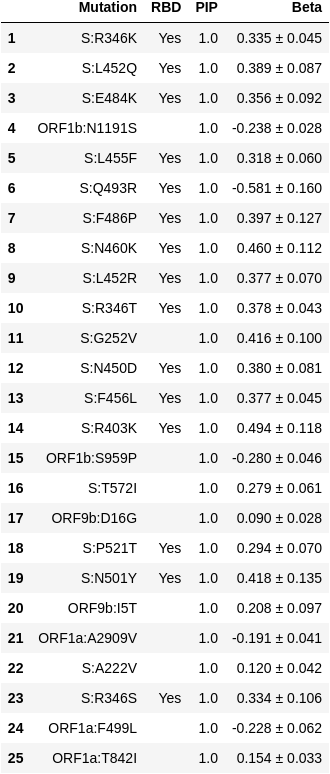 Mutation RBD PIP Beta
1 S:R346K Yes 1.0 0.335 ± 0.045
2 S:L452Q Yes 1.0 0.389 ± 0.087
3 S:E484K Yes 1.0 0.356 ± 0.092
4 ORF1b:N1191S 1.0 -0.238 ± 0.028
5 S:L455F Yes 1.0 0.318 ± 0.060
6 S:Q493R Yes 1.0 -0.581 ± 0.160
7 S:F486P Yes 1.0 0.397 ± 0.127
8 S:N460K Yes 1.0 0.460 ± 0.112
9 S:L452R Yes 1.0 0.377 ± 0.070
10 S:R346T Yes 1.0 0.378 ± 0.043
11 S:G252V 1.0 0.416 ± 0.100
12 S:N450D Yes 1.0 0.380 ± 0.081
13 S:F456L Yes 1.0 0.377 ± 0.045
14 S:R403K Yes 1.0 0.494 ± 0.118
15 ORF1b:S959P 1.0 -0.280 ± 0.046
16 S:T572I 1.0 0.279 ± 0.061
17 ORF9b:D16G 1.0 0.090 ± 0.028
18 S:P521T Yes 1.0 0.294 ± 0.070
19 S:N501Y Yes 1.0 0.418 ± 0.135
20 ORF9b:I5T 1.0 0.208 ± 0.097
21 ORF1a:A2909V 1.0 -0.191 ± 0.041
22 S:A222V 1.0 0.120 ± 0.042
23 S:R346S Yes 1.0 0.334 ± 0.106
24 ORF1a:F499L 1.0 -0.228 ± 0.062
25 ORF1a:T842I 1.0 0.154 ± 0.033